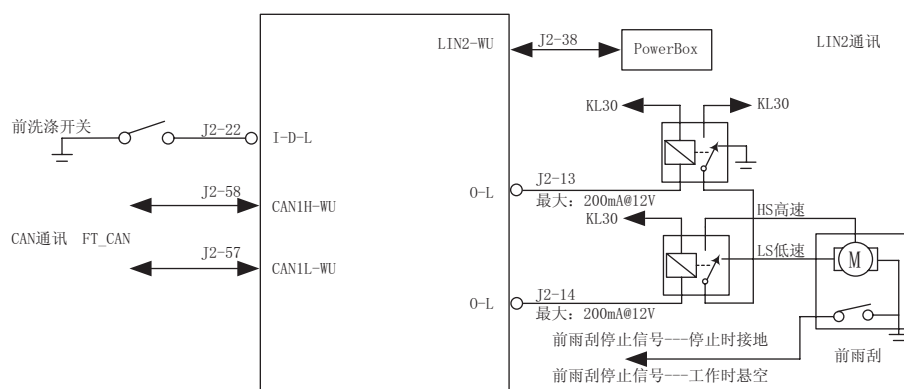 LIN2-WU
J2-38
PowerBox
LIN2通讯
KL30
KL30
前洗涤开关
J2-22
I-D-L
J2-13
O-L
最大: 200mA@12V
J2-58
CAN1H-WU
KL30
HS高速
CAN通讯 FT_CAN
J2-57
CAN1L-WU
LS低速
M
J2-14
O-L
最大: 200mA@12V
前雨刮停止信号---停止时接地
前雨刮
前雨刮停止信号---工作时悬空